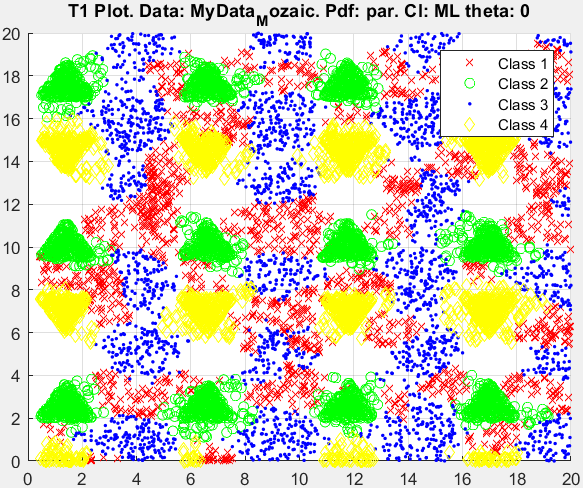 T1 Plot. Data: MyData_Mozaic. Pdf: par. Cl: ML theta: 0
20
18
16
14
12
10
8
6
4
2
0
Class 1
Class 2
Class 3
Class 4
0 2 4 6 8 10 12 14 16 18 20